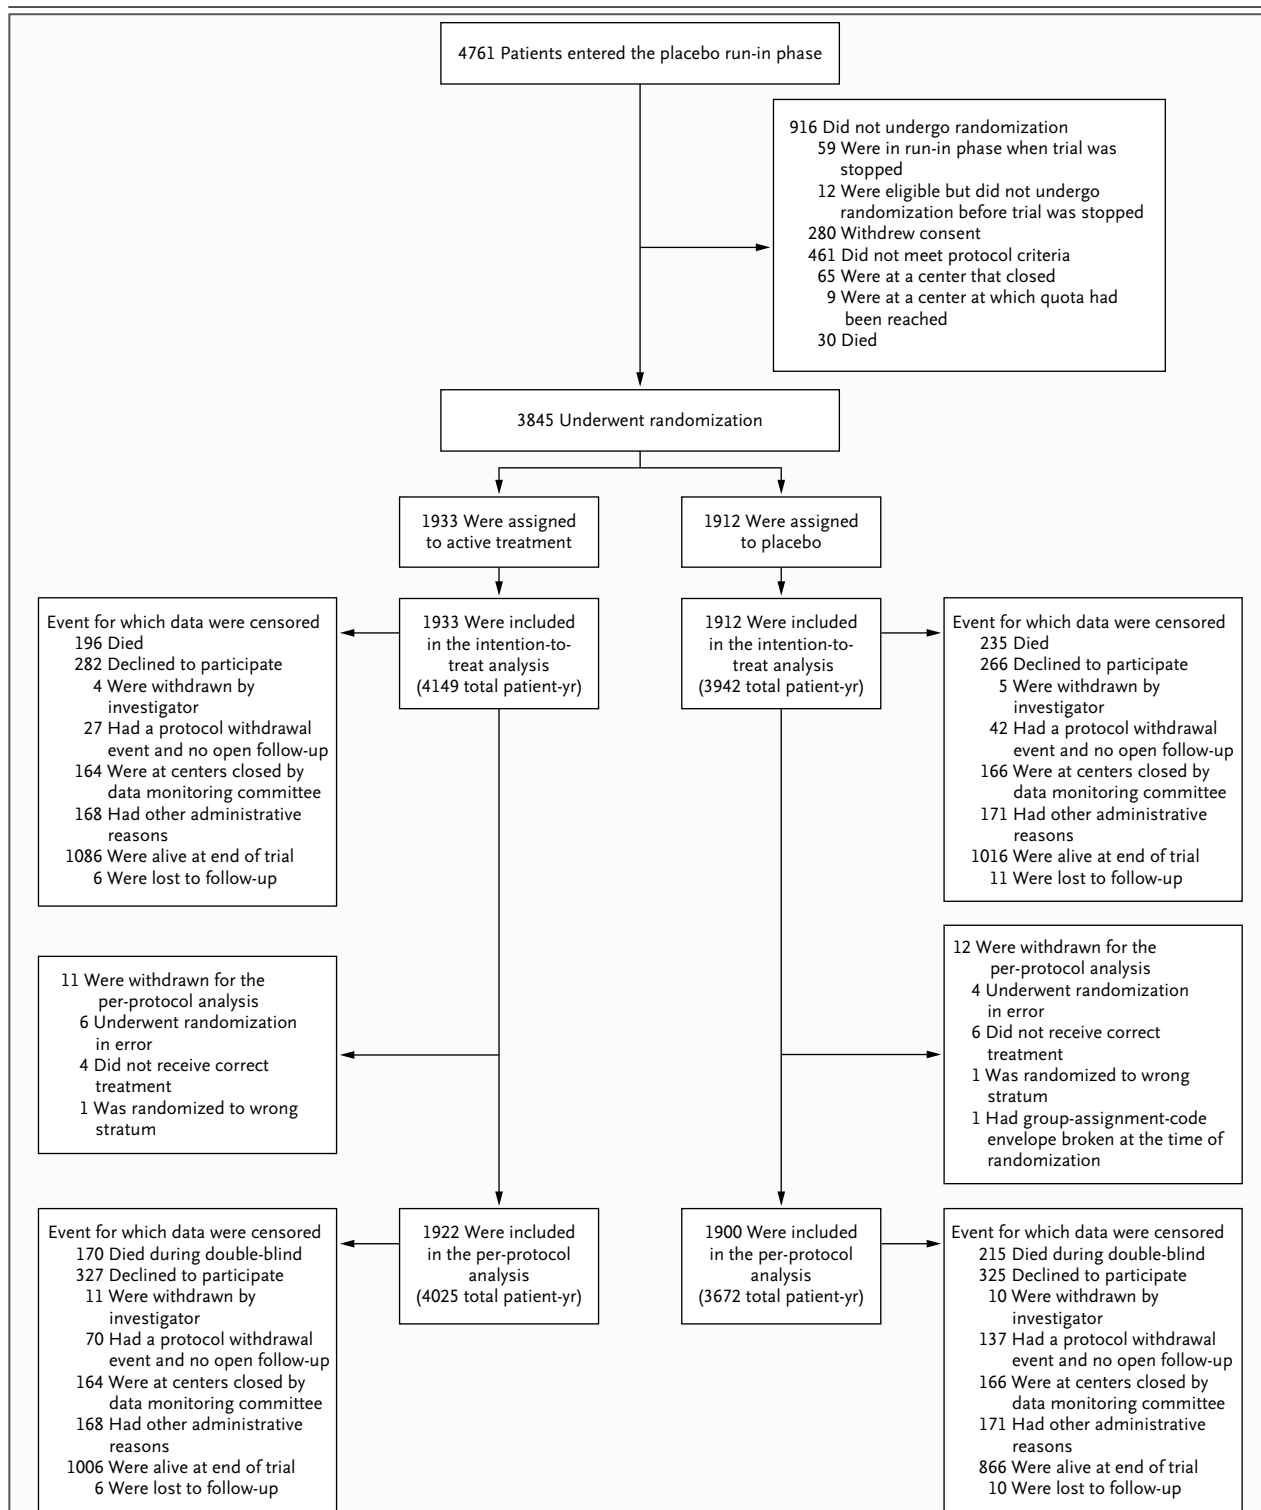 4761 Patients entered the placebo run-in phase
916 Did not undergo randomization
59 Were in run-in phase when trial was
stopped
12 Were eligible but did not undergo
randomization before trial was stopped
280 Withdrew consent
461 Did not meet protocol criteria
65 Were at a center that closed
9 Were at a center at which quota had
been reached
30 Died
3845 Underwent randomization
1933 Were assigned
to active treatment
1912 Were assigned
to placebo
Event for which data were censored
196 Died
282 Declined to participate
4 Were withdrawn by
investigator
27 Had a protocol withdrawal
event and no open follow-up
164 Were at centers closed by
data monitoring committee
168 Had other administrative
reasons
1086 Were alive at end of trial
6 Were lost to follow-up
1933 Were included
in the intention-to-
treat analysis
(4149 total patient-yr)
1912 Were included
in the intention-to-
treat analysis
(3942 total patient-yr)
Event for which data were censored
235 Died
266 Declined to participate
5 Were withdrawn by
investigator
42 Had a protocol withdrawal
event and no open follow-up
166 Were at centers closed by
data monitoring committee
171 Had other administrative
reasons
1016 Were alive at end of trial
11 Were lost to follow-up
11 Were withdrawn for the
per-protocol analysis
6 Underwent randomization
in error
4 Did not receive correct
treatment
1 Was randomized to wrong
stratum
12 Were withdrawn for the
per-protocol analysis
4 Underwent randomization
in error
6 Did not receive correct
treatment
1 Was randomized to wrong
stratum
1 Had group-assignment-code
envelope broken at the time of
randomization
Event for which data were censored
170 Died during double-blind
327 Declined to participate
11 Were withdrawn by
investigator
70 Had a protocol withdrawal
event and no open follow-up
164 Were at centers closed by
data monitoring committee
168 Had other administrative
reasons
1006 Were alive at end of trial
6 Were lost to follow-up
1922 Were included
in the per-protocol
analysis
(4025 total patient-yr)
1900 Were included
in the per-protocol
analysis
(3672 total patient-yr)
Event for which data were censored
215 Died during double-blind
325 Declined to participate
10 Were withdrawn by
investigator
137 Had a protocol withdrawal
event and no open follow-up
166 Were at centers closed by
data monitoring committee
171 Had other administrative
reasons
866 Were alive at end of trial
10 Were lost to follow-up